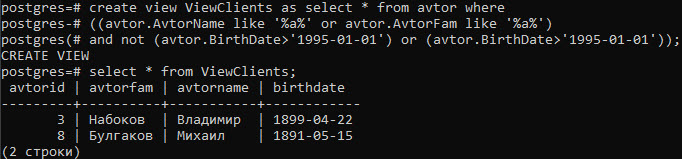 postgres=# create view ViewClients as select * from avtor where
postgres-# ((avtor.AvtorName like '%a%' or avtor.AvtorFam like '%a%')
postgres(# and not (avtor.BirthDate>'1995-01-01') or (avtor.BirthDate>'1995-01-01'));
CREATE VIEW
postgres=# select * from ViewClients;
 avtorid | avtorfam | avtorname | birthdate
---------+----------+-----------+------------
       3 | Набоков  | Владимир  | 1899-04-22
       8 | Булгаков | Михаил    | 1891-05-15
(2 строки)